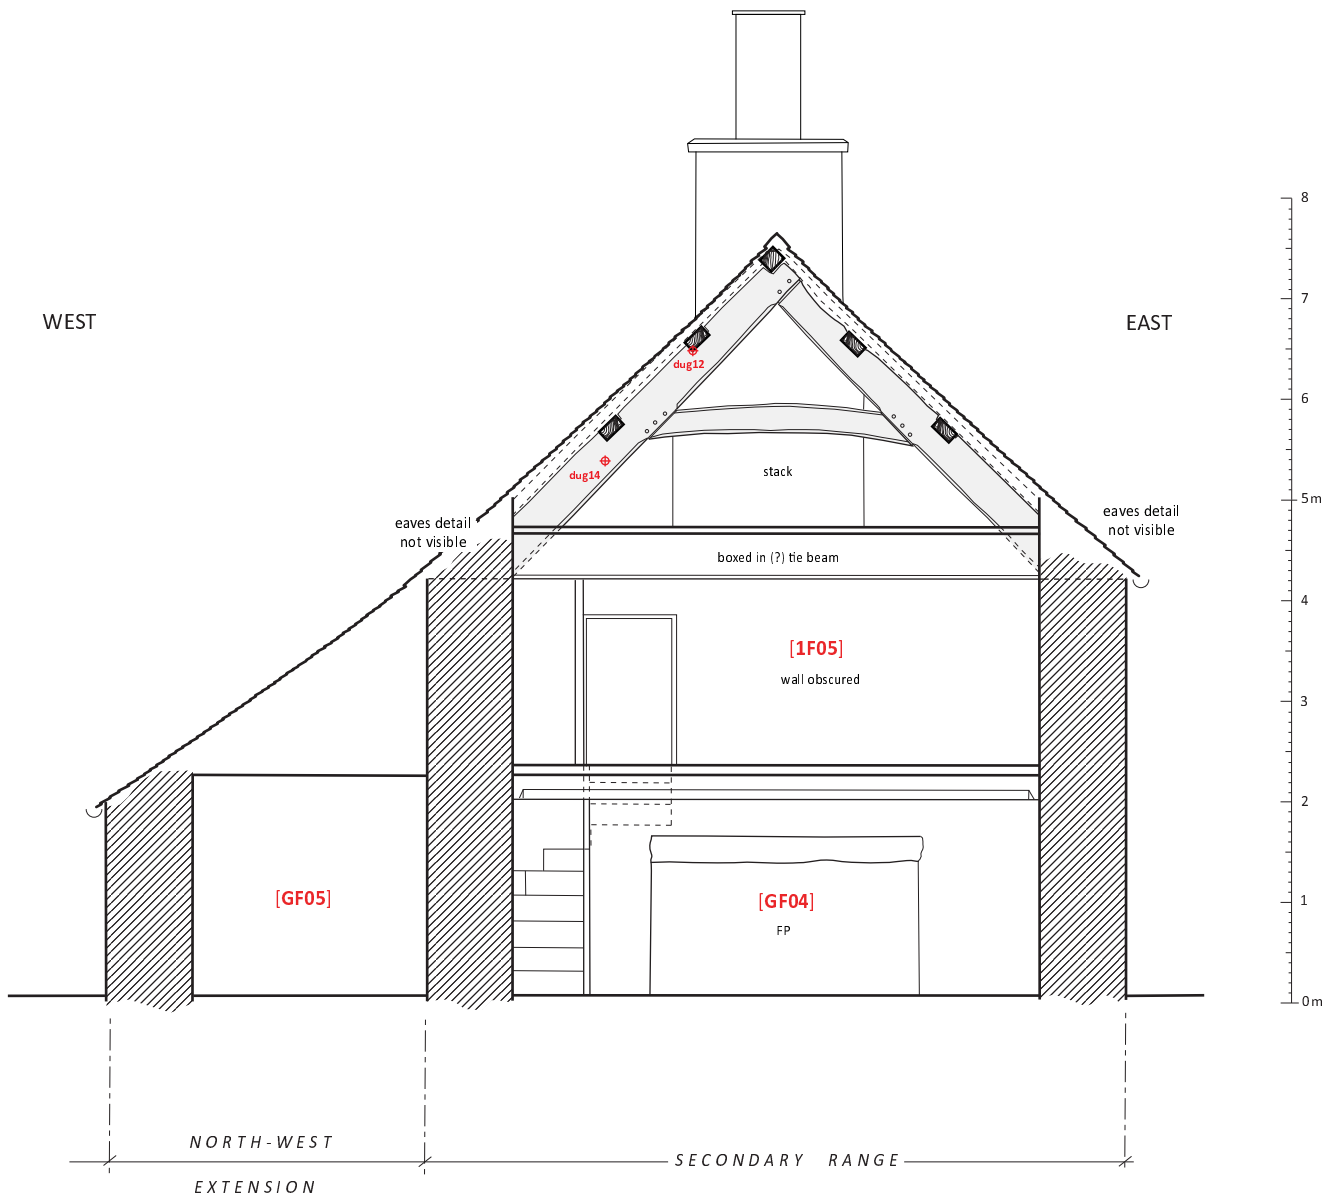 8
7
WEST
EAST
dug12
6
stack
dug14
5m
eaves detail
not visible
eaves detail
not visible
boxed in (?) tie beam
4
[1F05]
wall obscured
3
2
[GF05]
[GF04]
FP
1
0m
NORTH-WEST
EXTENSION
SECONDARY RANGE